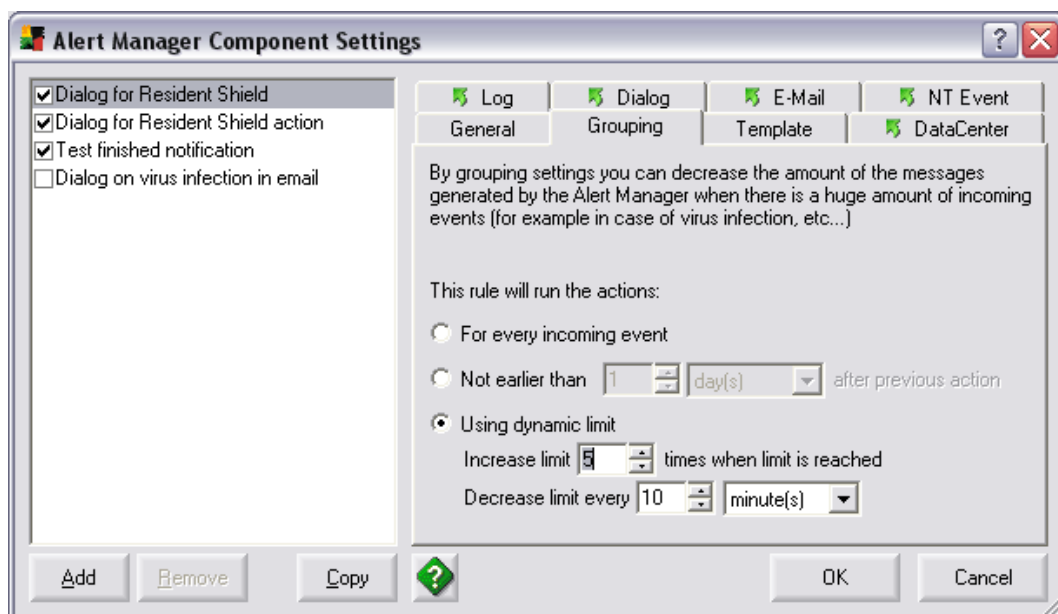 Alert Manager Component Settings
Dialog for Resident Shield
Dialog for Resident Shield action
Test finished notification
Dialog on virus infection in email
Log
Dialog
E-Mail
NT Event
General
Grouping
Template
DataCenter
By grouping settings you can decrease the amount of the messages
generated by the Alert Manager when there is a huge amount of incoming
events (for example in case of virus infection, etc...)
This rule will run the actions:
For every incoming event
Not earlier than 1 day(s) after previous action
Using dynamic limit
Increase limit 5 times when limit is reached
Decrease limit every 10 minute(s)
Add
Remove
Copy
?
OK
Cancel